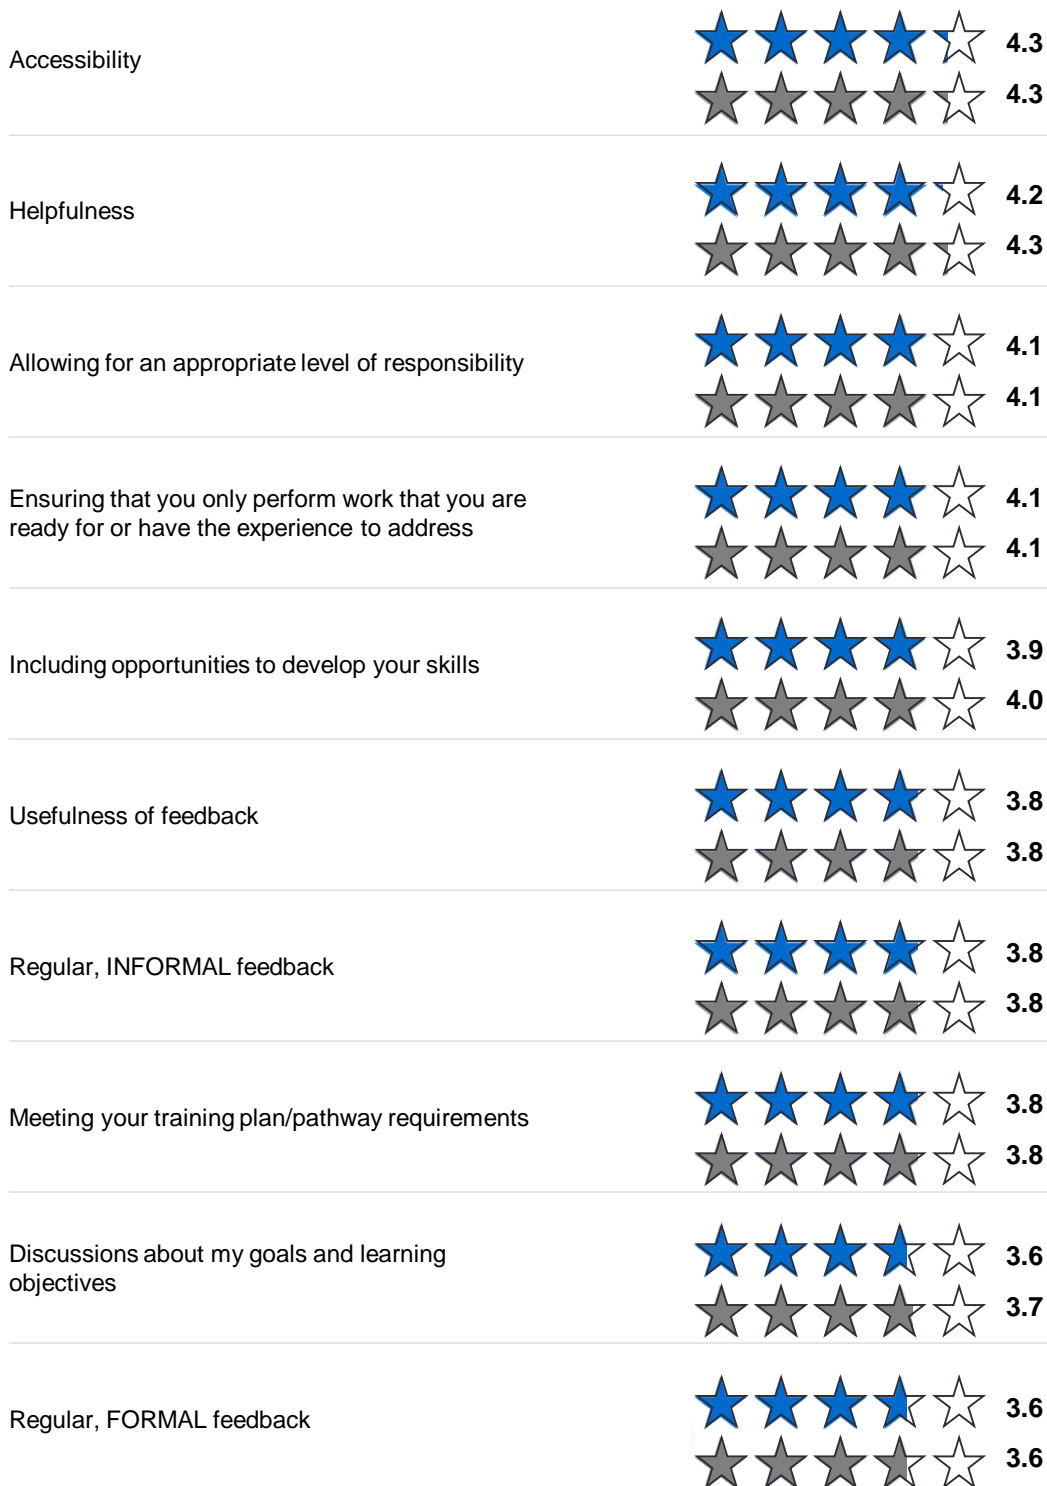 Accessibility
4.3
4.3
Helpfulness
4.2
4.3
Allowing for an appropriate level of responsibility
4.1
4.1
Ensuring that you only perform work that you are
ready for or have the experience to address
4.1
4.1
Including opportunities to develop your skills
3.9
4.0
Usefulness of feedback
3.8
3.8
Regular, INFORMAL feedback
3.8
3.8
Meeting your training plan/pathway requirements
3.8
3.8
Discussions about my goals and learning
objectives
3.6
3.7
Regular, FORMAL feedback
3.6
3.6